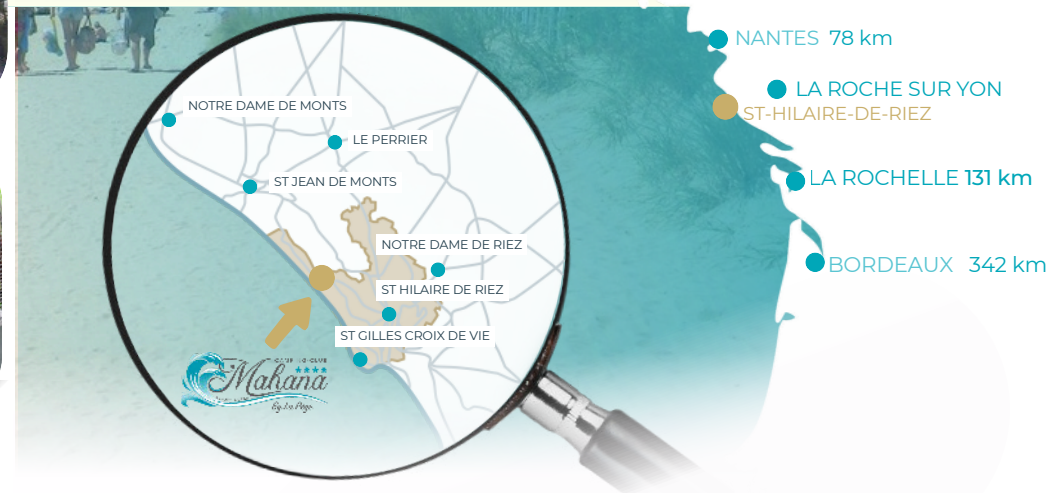 NANTES 78 km
LA ROCHE SUR YON
ST-HILAIRE-DE-RIEZ
LA ROCHELLE 131 km
BORDEAUX 342 km
NOTRE DAME DE MONTS
LE PERRIER
ST JEAN DE MONTS
NOTRE DAME DE RIEZ
ST HILAIRE DE RIEZ
ST GILLES CROIX DE VIE
CAMPING CLUB
Mahana